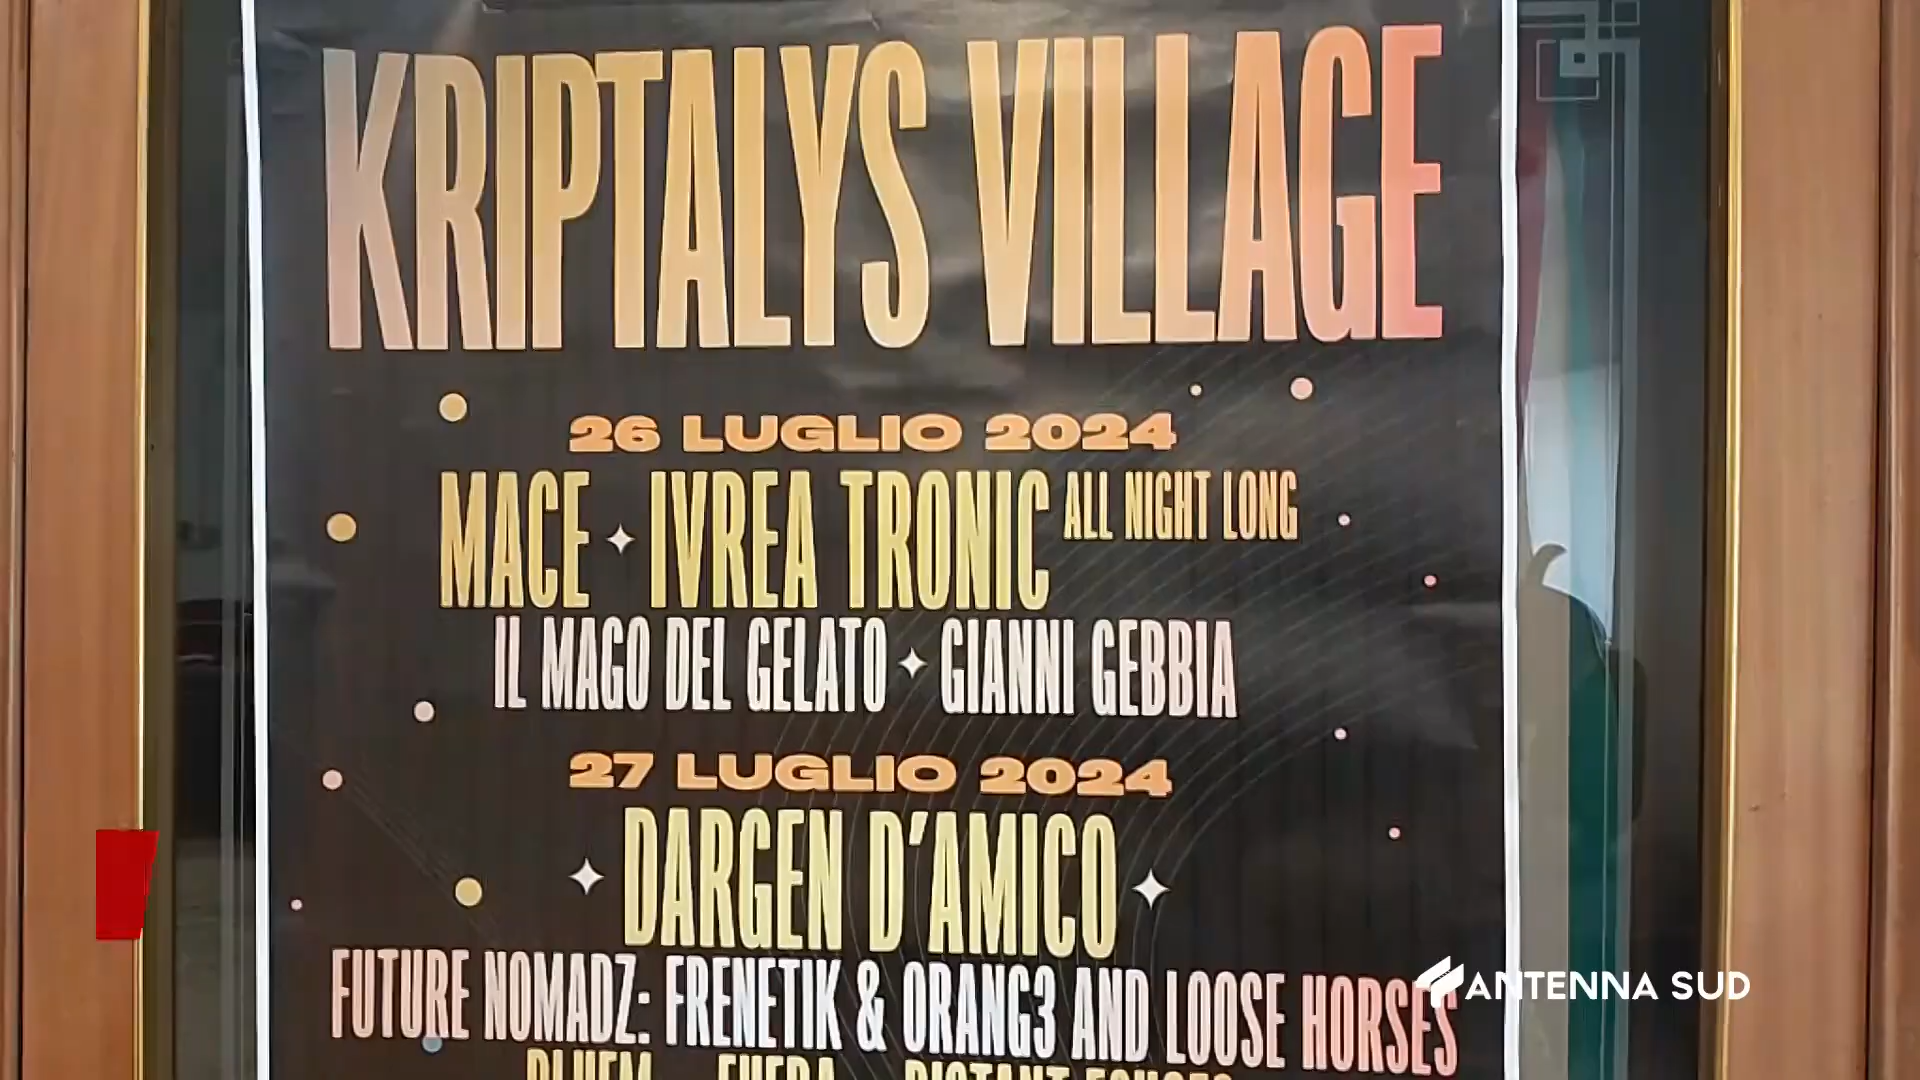 KRIPTALYS VILLAGE
26 LUGLIO 2024
MACE ✦ IVREA TRONIC ALL NIGHT LONG
IL MAGO DEL GELATO ✦ GIANNI GEBBIA
27 LUGLIO 2024
✦ DARGEN D'AMICO ✦
FUTURE NOMADZ: FRENETIK & ORANG3 AND LOOSE HORSES
ANTENNA SUD